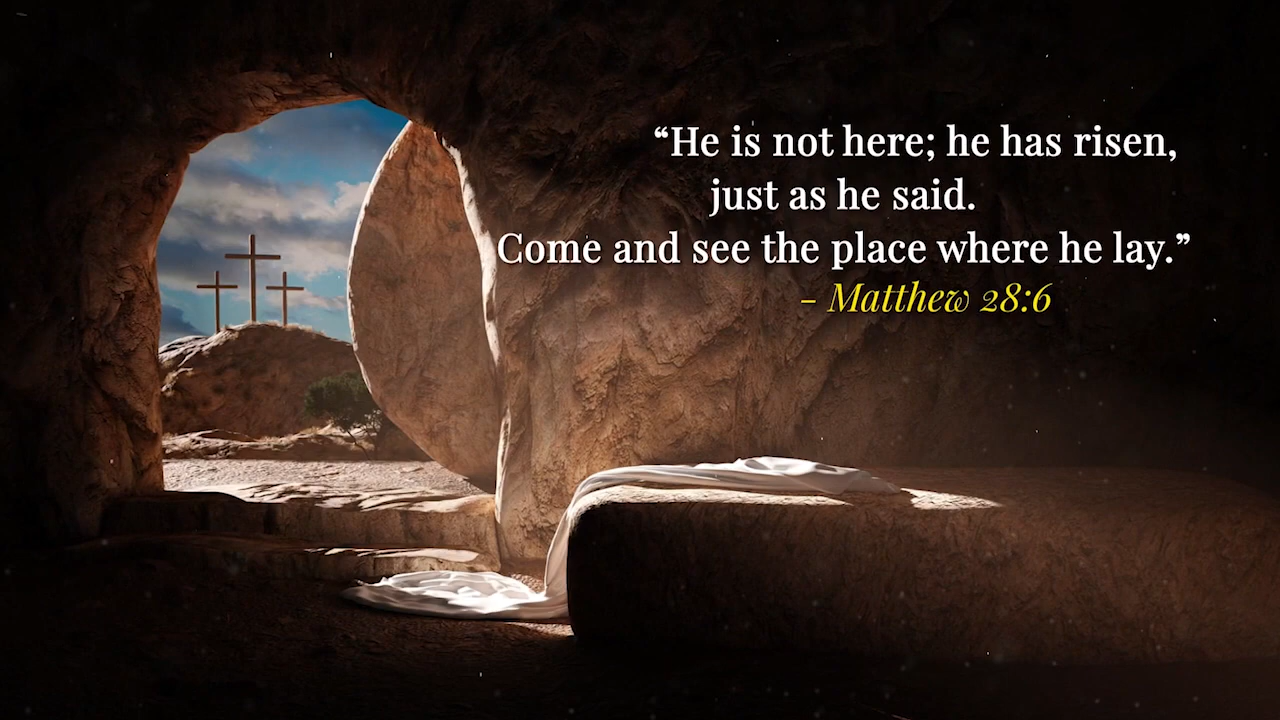 “He is not here; he has risen,
just as he said.
Come and see the place where he lay.”
- Matthew 28:6